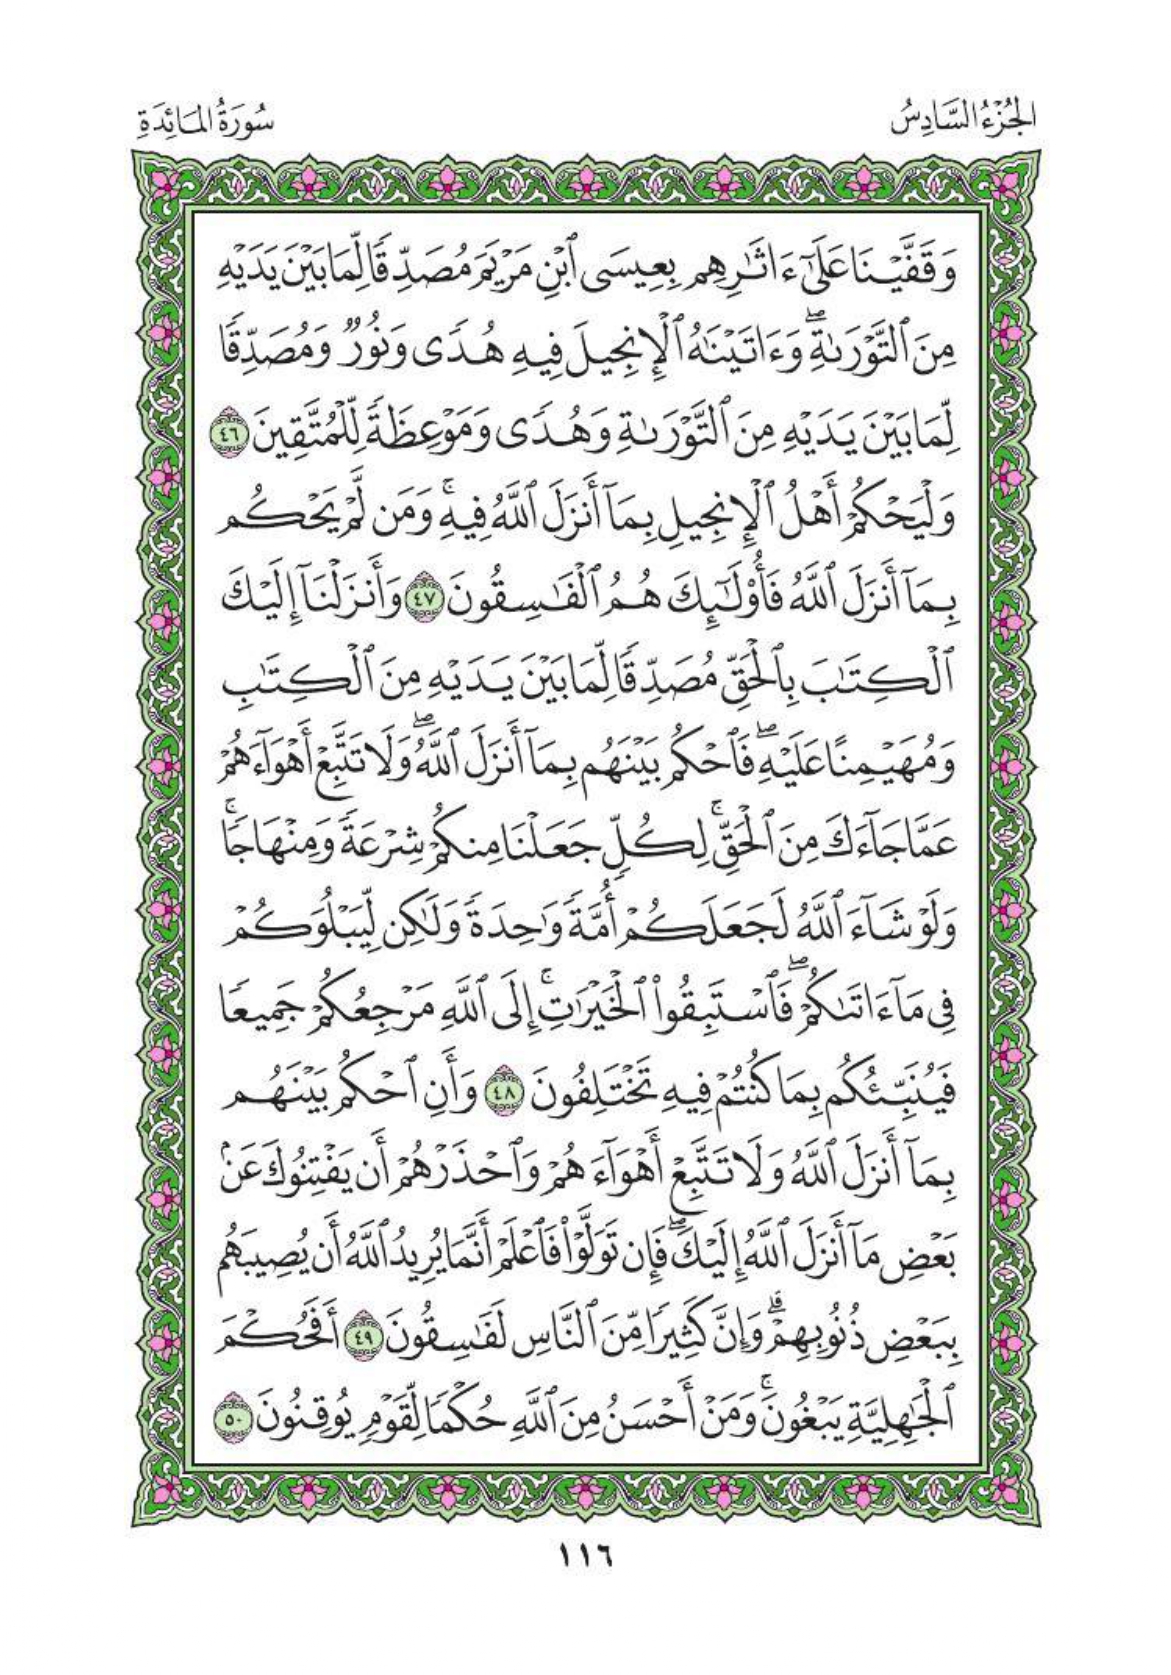 الجُزْءُ السَّادِسُ
سُورَةُ المَائِدَةِ
وَقَفَّيۡنَا عَلَىٰٓ ءَاثَٰرِهِم بِعِيسَى ٱبۡنِ مَرۡيَمَ مُصَدِّقٗا لِّمَا بَيۡنَ يَدَيۡهِ
مِنَ ٱلتَّوۡرَىٰةِۖ وَءَاتَيۡنَٰهُ ٱلۡإِنجِيلَ فِيهِ هُدٗى وَنُورٞ وَمُصَدِّقٗا
لِّمَا بَيۡنَ يَدَيۡهِ مِنَ ٱلتَّوۡرَىٰةِ وَهُدٗى وَمَوۡعِظَةٗ لِّلۡمُتَّقِينَ ٤٦
وَلۡيَحۡكُمۡ أَهۡلُ ٱلۡإِنجِيلِ بِمَآ أَنزَلَ ٱللَّهُ فِيهِۚ وَمَن لَّمۡ يَحۡكُم
بِمَآ أَنزَلَ ٱللَّهُ فَأُوْلَٰٓئِكَ هُمُ ٱلۡفَٰسِقُونَ ٤٧ وَأَنزَلۡنَآ إِلَيۡكَ
ٱلۡكِتَٰبَ بِٱلۡحَقِّ مُصَدِّقٗا لِّمَا بَيۡنَ يَدَيۡهِ مِنَ ٱلۡكِتَٰبِ
وَمُهَيۡمِنًا عَلَيۡهِۖ فَٱحۡكُم بَيۡنَهُم بِمَآ أَنزَلَ ٱللَّهُۖ وَلَا تَتَّبِعۡ أَهۡوَآءَهُمۡ
عَمَّا جَآءَكَ مِنَ ٱلۡحَقِّۚ لِكُلّٖ جَعَلۡنَا مِنكُمۡ شِرۡعَةٗ وَمِنۡهَاجٗاۚ
وَلَوۡ شَآءَ ٱللَّهُ لَجَعَلَكُمۡ أُمَّةٗ وَٰحِدَةٗ وَلَٰكِن لِّيَبۡلُوَكُمۡ
فِي مَآ ءَاتَىٰكُمۡۖ فَٱسۡتَبِقُواْ ٱلۡخَيۡرَٰتِۚ إِلَى ٱللَّهِ مَرۡجِعُكُمۡ جَمِيعٗا
فَيُنَبِّئُكُم بِمَا كُنتُمۡ فِيهِ تَخۡتَلِفُونَ ٤٨ وَأَنِ ٱحۡكُم بَيۡنَهُم
بِمَآ أَنزَلَ ٱللَّهُ وَلَا تَتَّبِعۡ أَهۡوَآءَهُمۡ وَٱحۡذَرۡهُمۡ أَن يَفۡتِنُوكَ عَنۢ
بَعۡضِ مَآ أَنزَلَ ٱللَّهُ إِلَيۡكَۖ فَإِن تَوَلَّوۡاْ فَٱعۡلَمۡ أَنَّمَا يُرِيدُ ٱللَّهُ أَن يُصِيبَهُم
بِبَعۡضِ ذُنُوبِهِمۡۗ وَإِنَّ كَثِيرٗا مِّنَ ٱلنَّاسِ لَفَٰسِقُونَ ٤٩ أَفَحُكۡمَ
ٱلۡجَٰهِلِيَّةِ يَبۡغُونَۚ وَمَنۡ أَحۡسَنُ مِنَ ٱللَّهِ حُكۡمٗا لِّقَوۡمٖ يُوقِنُونَ ٥٠
١١٦